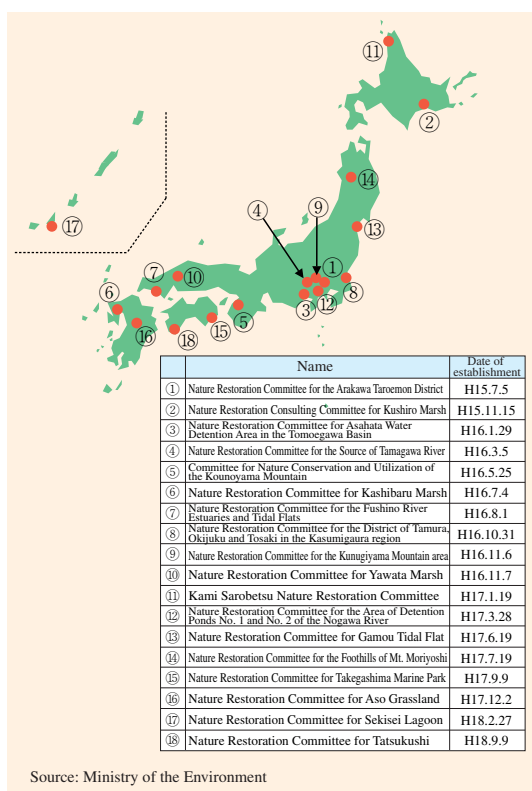 ⑪
②
⑭
④ ⑨
⑰ ⑬
⑦ ⑩ ①
⑥ ⑧
③ ⑫
⑯ ⑱ ⑮ ⑤
Name
Date of
establishment
① Nature Restoration Committee for the Arakawa Taroemon District H15.7.5
② Nature Restoration Consulting Committee for Kushiro Marsh H15.11.15
③ Nature Restoration Committee for Asahata Water
Detention Area in the Tomoegawa Basin H16.1.29
④ Nature Restoration Committee for the Source of Tamagawa River H16.3.5
⑤ Committee for Nature Conservation and Utilization of
the Kounoyama Mountain H16.5.25
⑥ Nature Restoration Committee for Kashibaru Marsh H16.7.4
⑦ Nature Restoration Committee for the Fushino River
Estuaries and Tidal Flats H16.8.1
⑧ Nature Restoration Committee for the District of Tamura,
Okijuku and Tosaki in the Kasumigaura region H16.10.31
⑨ Nature Restoration Committee for the Kunugiyama Mountain area H16.11.6
⑩ Nature Restoration Committee for Yawata Marsh H16.11.7
⑪ Kami Sarobetsu Nature Restoration Committee H17.1.19
⑫ Nature Restoration Committee for the Area of Detention
Ponds No. 1 and No. 2 of the Nogawa River H17.3.28
⑬ Nature Restoration Committee for Gamou Tidal Flat H17.6.19
⑭ Nature Restoration Committee for the Foothills of Mt. Moriyoshi H17.7.19
⑮ Nature Restoration Committee for Takegashima Marine Park H17.9.9
⑯ Nature Restoration Committee for Aso Grassland H17.12.2
⑰ Nature Restoration Committee for Sekisei Lagoon H18.2.27
⑱ Nature Restoration Committee for Tatsukushi H18.9.9
Source: Ministry of the Environment